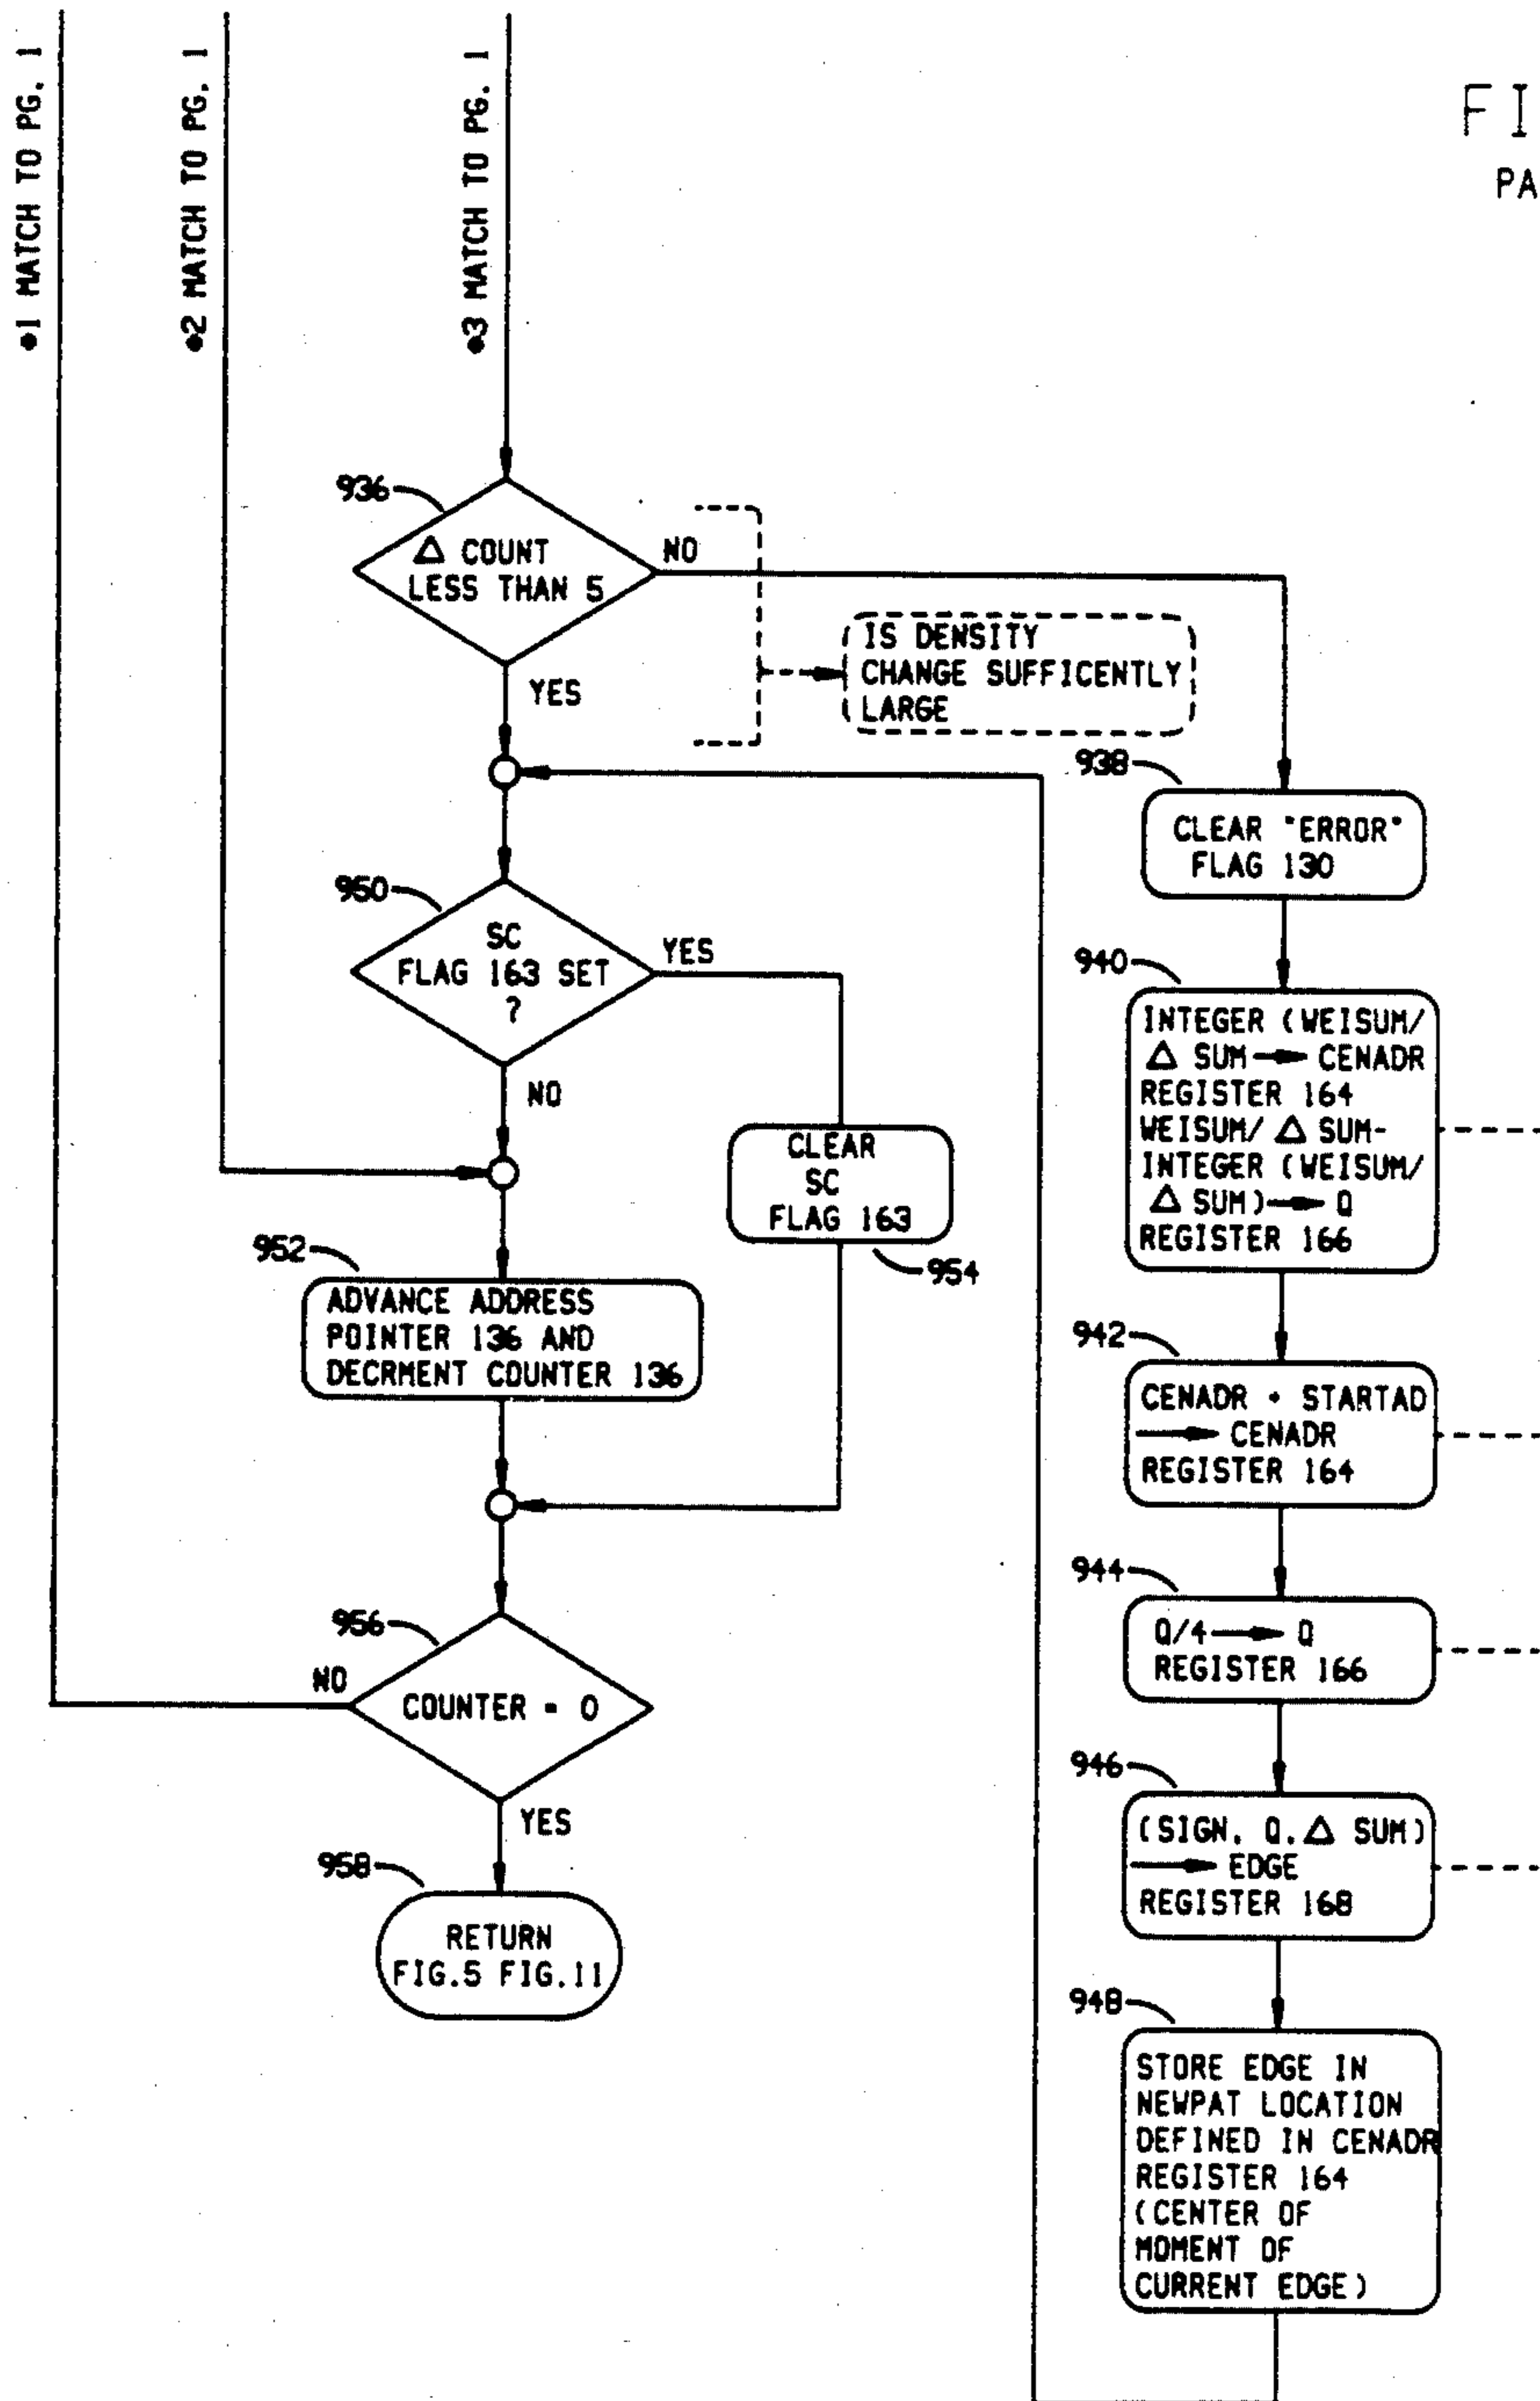 ●1 MATCH TO PG. 1
●2 MATCH TO PG. 1
●3 MATCH TO PG. 1
FI
PA
936
△ COUNT
LESS THAN 5
NO
YES
IS DENSITY
CHANGE SUFFICENTLY
LARGE
938
CLEAR "ERROR"
FLAG 130
950
SC
FLAG 163 SET
?
YES
NO
940
INTEGER (WEISUM/
△ SUM → CENADR
REGISTER 164
WEISUM/ △ SUM-
INTEGER (WEISUM/
△ SUM) → Q
REGISTER 166
CLEAR
SC
FLAG 163
954
952
ADVANCE ADDRESS
POINTER 136 AND
DECRMENT COUNTER 136
942
CENADR + STARTAD
→ CENADR
REGISTER 164
944
Q/4 → Q
REGISTER 166
956
NO
COUNTER = 0
YES
946
(SIGN. Q. △ SUM)
→ EDGE
REGISTER 168
958
RETURN
FIG.5 FIG.11
948
STORE EDGE IN
NEWPAT LOCATION
DEFINED IN CENADR
REGISTER 164
(CENTER OF
MOMENT OF
CURRENT EDGE)